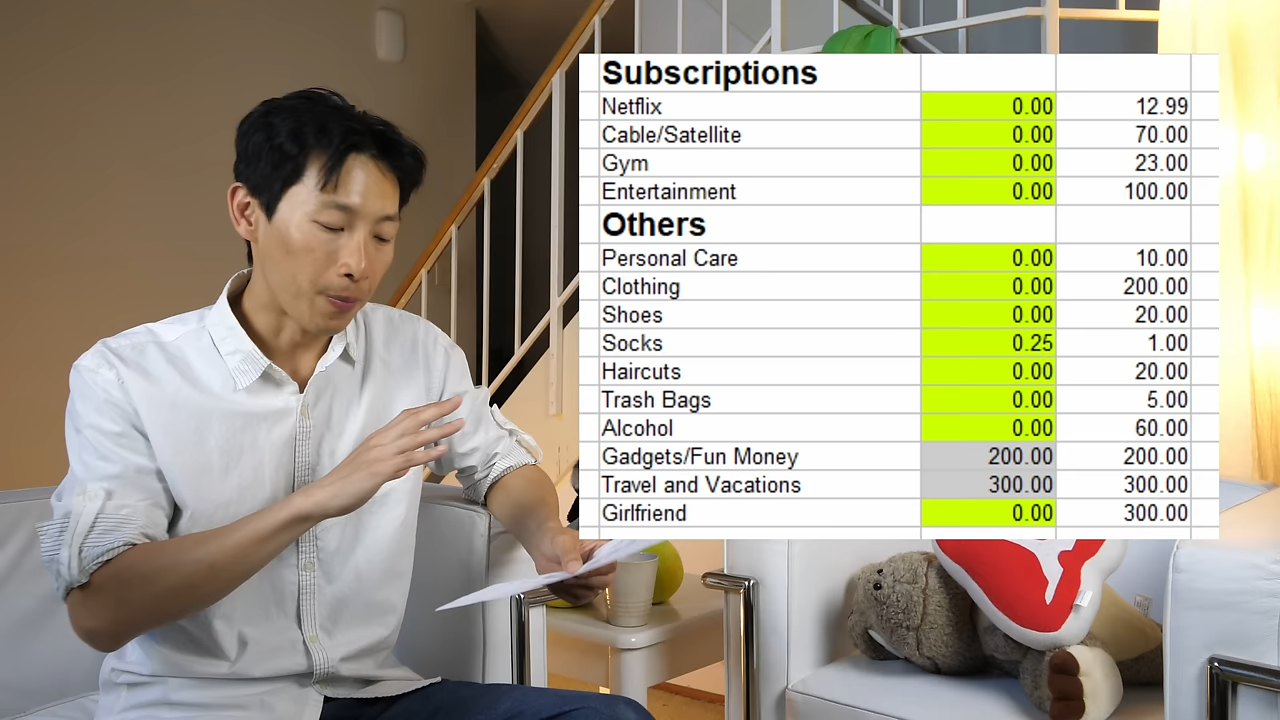 Subscriptions
Netflix 0.00 12.99
Cable/Satellite 0.00 70.00
Gym 0.00 23.00
Entertainment 0.00 100.00
Others
Personal Care 0.00 10.00
Clothing 0.00 200.00
Shoes 0.00 20.00
Socks 0.25 1.00
Haircuts 0.00 20.00
Trash Bags 0.00 5.00
Alcohol 0.00 60.00
Gadgets/Fun Money 200.00 200.00
Travel and Vacations 300.00 300.00
Girlfriend 0.00 300.00